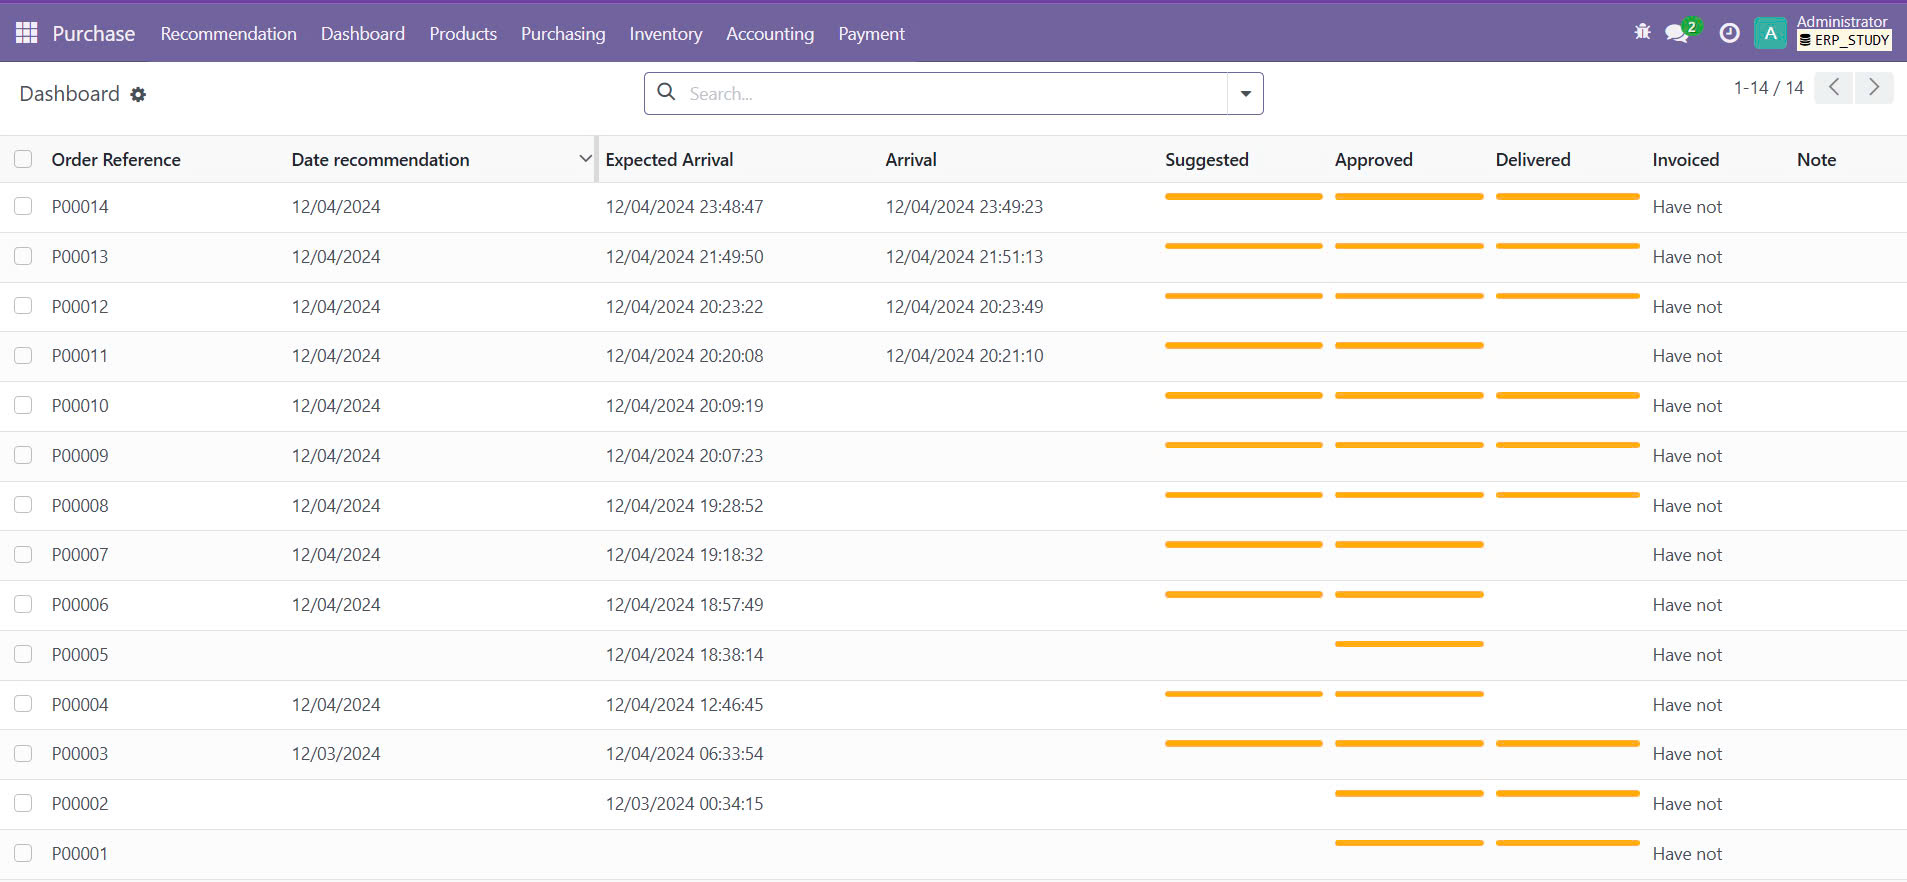 Purchase Recommendation Dashboard Products Purchasing Inventory Accounting Payment 2 A Administrator
ERP_STUDY
Dashboard Search... 1-14 / 14
Order Reference Date recommendation Expected Arrival Arrival Suggested Approved Delivered Invoiced Note
P00014 12/04/2024 12/04/2024 23:48:47 12/04/2024 23:49:23 Have not
P00013 12/04/2024 12/04/2024 21:49:50 12/04/2024 21:51:13 Have not
P00012 12/04/2024 12/04/2024 20:23:22 12/04/2024 20:23:49 Have not
P00011 12/04/2024 12/04/2024 20:20:08 12/04/2024 20:21:10 Have not
P00010 12/04/2024 12/04/2024 20:09:19 Have not
P00009 12/04/2024 12/04/2024 20:07:23 Have not
P00008 12/04/2024 12/04/2024 19:28:52 Have not
P00007 12/04/2024 12/04/2024 19:18:32 Have not
P00006 12/04/2024 12/04/2024 18:57:49 Have not
P00005 12/04/2024 18:38:14 Have not
P00004 12/04/2024 12/04/2024 12:46:45 Have not
P00003 12/03/2024 12/04/2024 06:33:54 Have not
P00002 12/03/2024 00:34:15 Have not
P00001 Have not